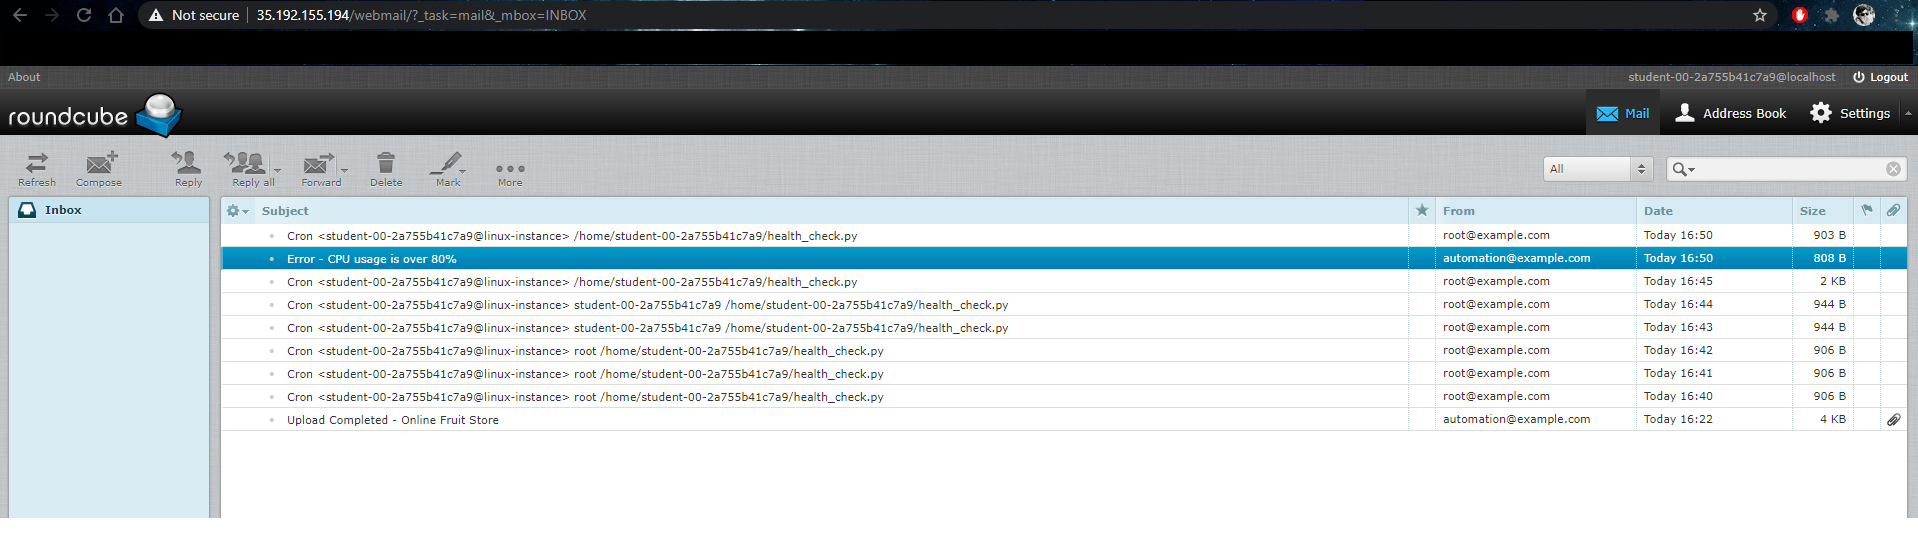 Not secure | 35.192.155.194/webmail/?_task=mail&_mbox=INBOX
About student-00-2a755b41c7a9@localhost Logout
roundcube Mail Address Book Settings
Refresh Compose Reply Reply all Forward Delete Mark More All
Inbox
Subject From Date Size
Cron <student-00-2a755b41c7a9@linux-instance> /home/student-00-2a755b41c7a9/health_check.py root@example.com Today 16:50 903 B
Error - CPU usage is over 80% automation@example.com Today 16:50 808 B
Cron <student-00-2a755b41c7a9@linux-instance> /home/student-00-2a755b41c7a9/health_check.py root@example.com Today 16:45 2 KB
Cron <student-00-2a755b41c7a9@linux-instance> student-00-2a755b41c7a9 /home/student-00-2a755b41c7a9/health_check.py root@example.com Today 16:44 944 B
Cron <student-00-2a755b41c7a9@linux-instance> student-00-2a755b41c7a9 /home/student-00-2a755b41c7a9/health_check.py root@example.com Today 16:43 944 B
Cron <student-00-2a755b41c7a9@linux-instance> root /home/student-00-2a755b41c7a9/health_check.py root@example.com Today 16:42 906 B
Cron <student-00-2a755b41c7a9@linux-instance> root /home/student-00-2a755b41c7a9/health_check.py root@example.com Today 16:41 906 B
Cron <student-00-2a755b41c7a9@linux-instance> root /home/student-00-2a755b41c7a9/health_check.py root@example.com Today 16:40 906 B
Upload Completed - Online Fruit Store automation@example.com Today 16:22 4 KB